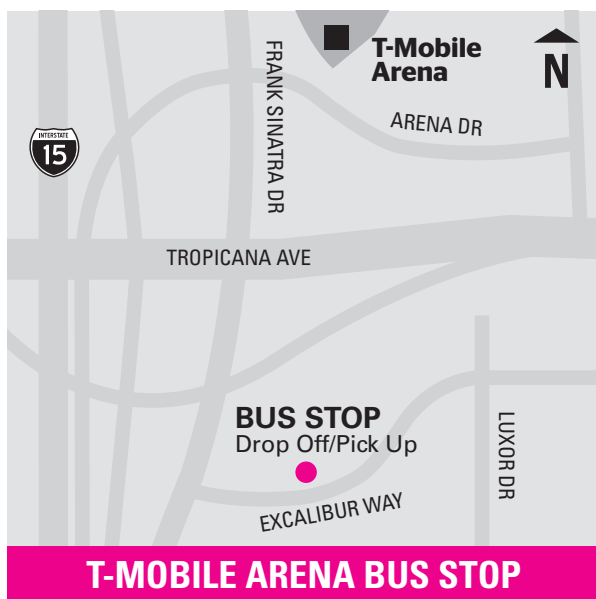 T-Mobile
Arena
N
FRANK SINATRA DR
ARENA DR
INTERSTATE
15
TROPICANA AVE
BUS STOP
Drop Off/Pick Up
LUXOR DR
EXCALIBUR WAY
T-MOBILE ARENA BUS STOP